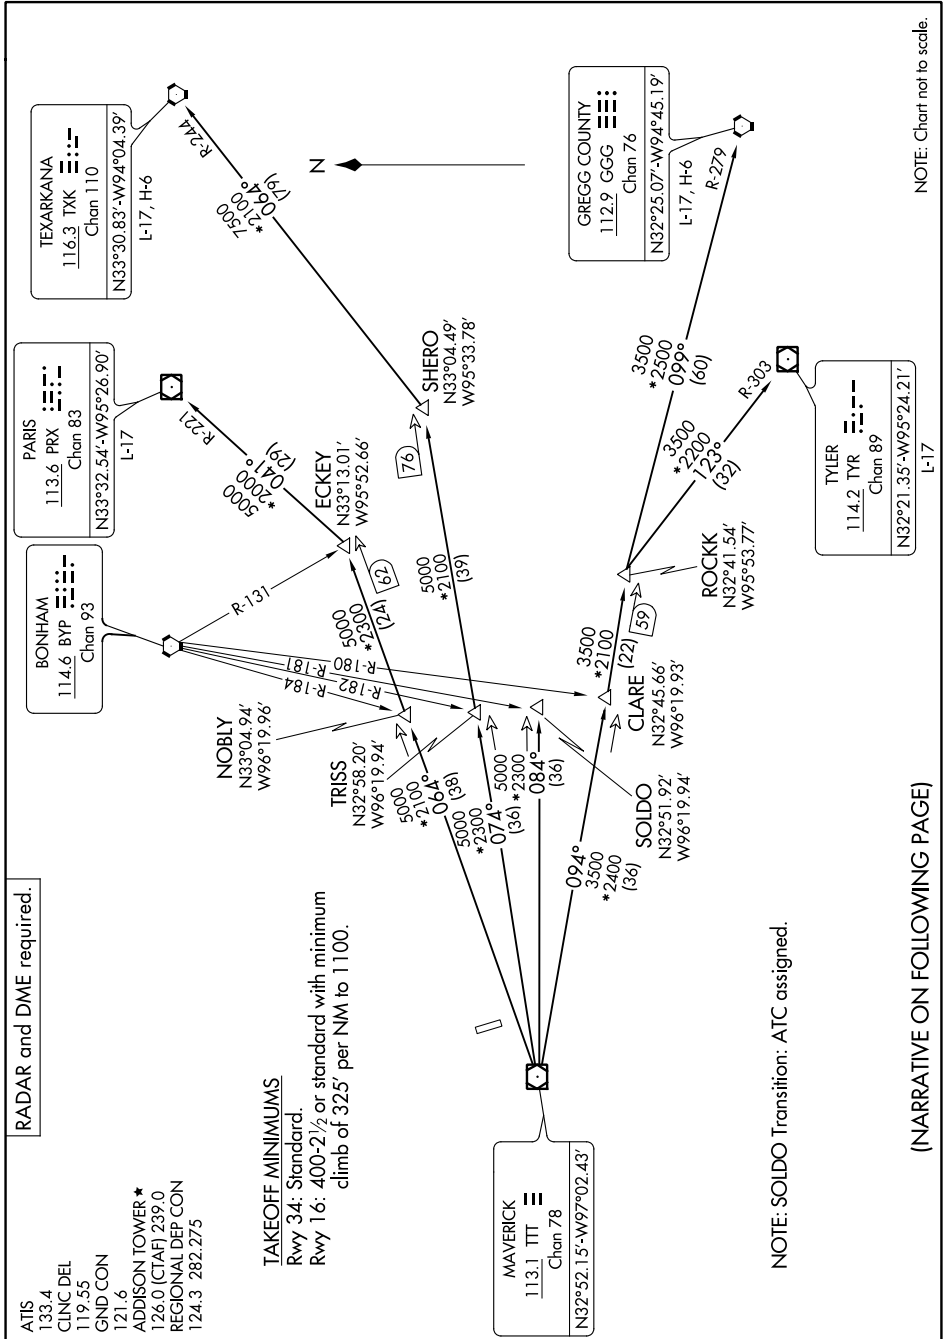 RADAR and DME required.
ATIS
133.4
CLNC DEL
119.55
GND CON
121.6
ADDISON TOWER★
126.0 (CTAF) 239.0
REGIONAL DEP CON
124.3 282.275
TAKEOFF MINIMUMS
Rwy 34: Standard.
Rwy 16: 400-2½ or standard with minimum
climb of 325' per NM to 1100.
BONHAM
114.6 BYP
Chan 93
PARIS
113.6 PRX
Chan 83
N33°32.54'-W95°26.90'
L-17
TEXARKANA
116.3 TXK
Chan 110
N33°30.83'-W94°04.39'
L-17, H-6
R-244
064°
7500
*2100
(79)
N
R-221
041°
5000
*2000
(29)
ECKEY
N33°13.01'
W95°52.66'
R-131
R-184
R-182
R-181
R-180
NOBLY
N33°04.94'
W96°19.96'
5000
*2300
(24)
62
SHERO
N33°04.49'
W95°33.78'
76
5000
*2100
(39)
TRISS
N32°58.20'
W96°19.94'
5000
*2100
064°
(38)
5000
*2300
074°
(36)
5000
*2300
084°
(36)
SOLDO
N32°51.92'
W96°19.94'
094°
3500
*2400
(36)
CLARE
N32°45.66'
W96°19.93'
3500
*2100
(22)
59
ROCKK
N32°41.54'
W95°53.77'
3500
*2500
099°
(60)
R-279
GREGG COUNTY
112.9 GGG
Chan 76
N32°25.07'-W94°45.19'
L-17, H-6
3500
*2200
123°
(32)
R-303
TYLER
114.2 TYR
Chan 89
N32°21.35'-W95°24.21'
L-17
MAVERICK
113.1 TTT
Chan 78
N32°52.15'-W97°02.43'
NOTE: SOLDO Transition: ATC assigned.
NOTE: Chart not to scale.
(NARRATIVE ON FOLLOWING PAGE)